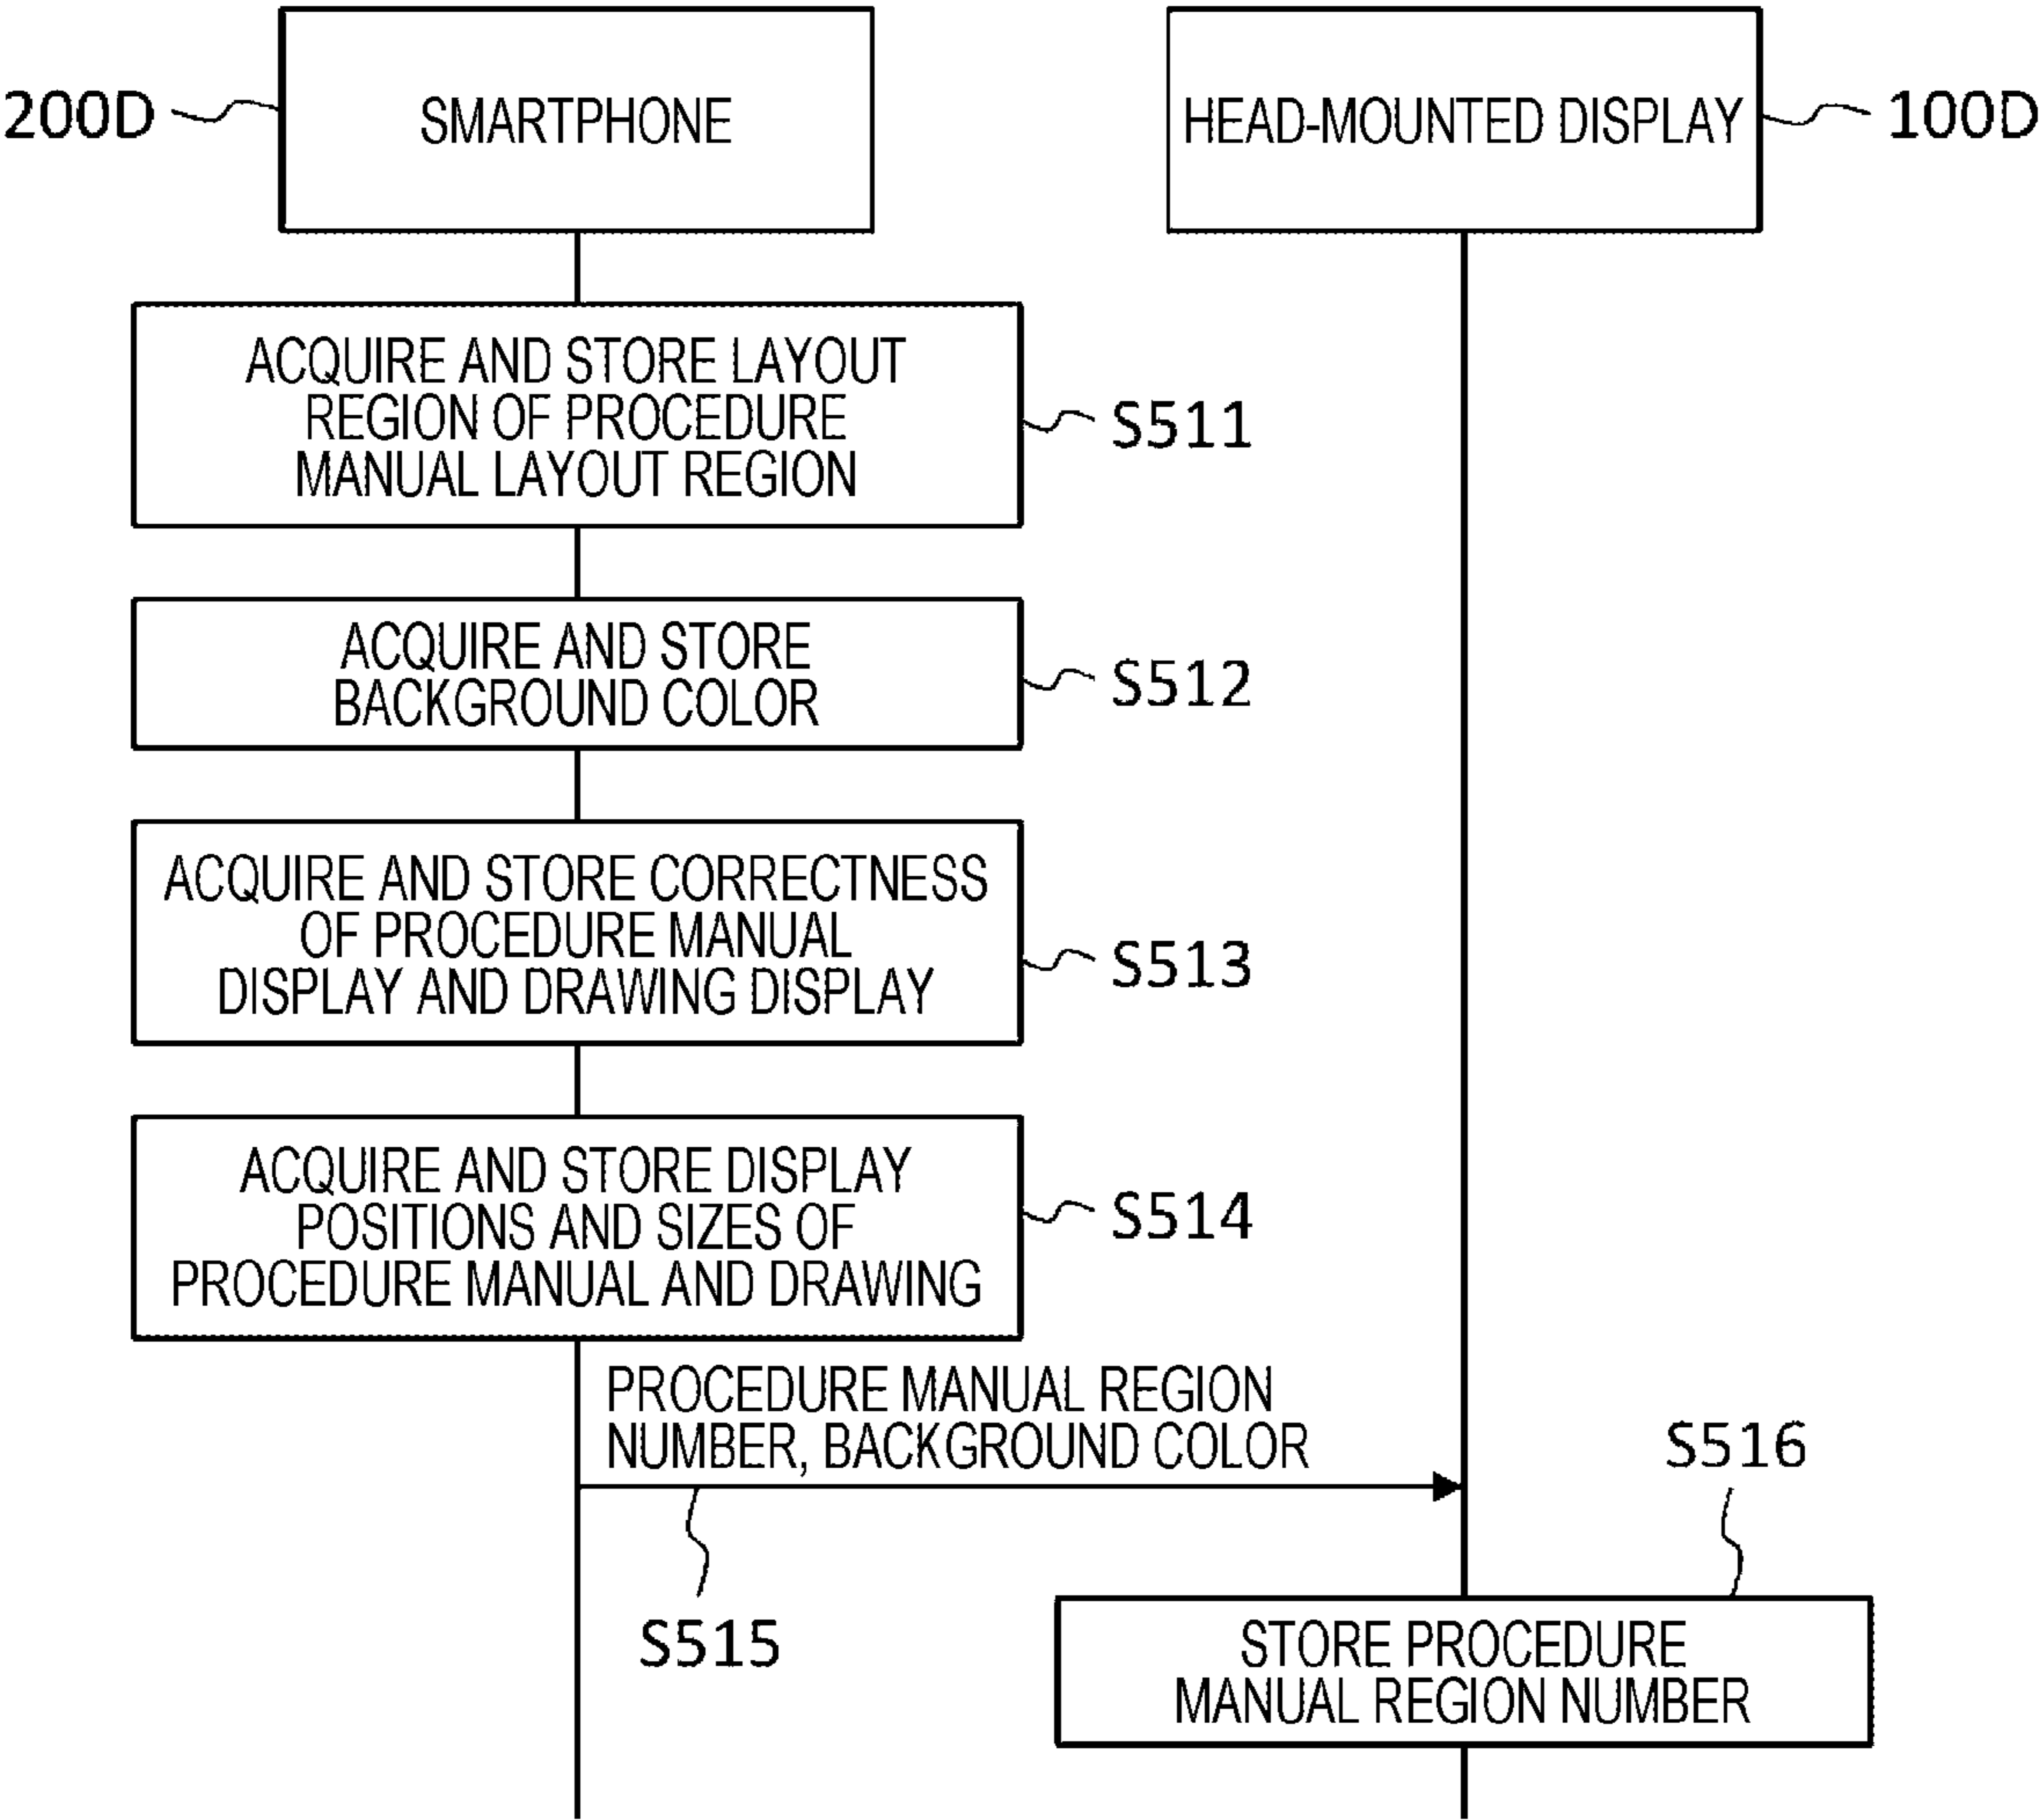 200D
SMARTPHONE
HEAD-MOUNTED DISPLAY
100D
ACQUIRE AND STORE LAYOUT
REGION OF PROCEDURE
MANUAL LAYOUT REGION
S511
ACQUIRE AND STORE
BACKGROUND COLOR
S512
ACQUIRE AND STORE CORRECTNESS
OF PROCEDURE MANUAL
DISPLAY AND DRAWING DISPLAY
S513
ACQUIRE AND STORE DISPLAY
POSITIONS AND SIZES OF
PROCEDURE MANUAL AND DRAWING
S514
PROCEDURE MANUAL REGION
NUMBER, BACKGROUND COLOR
S515
S516
STORE PROCEDURE
MANUAL REGION NUMBER